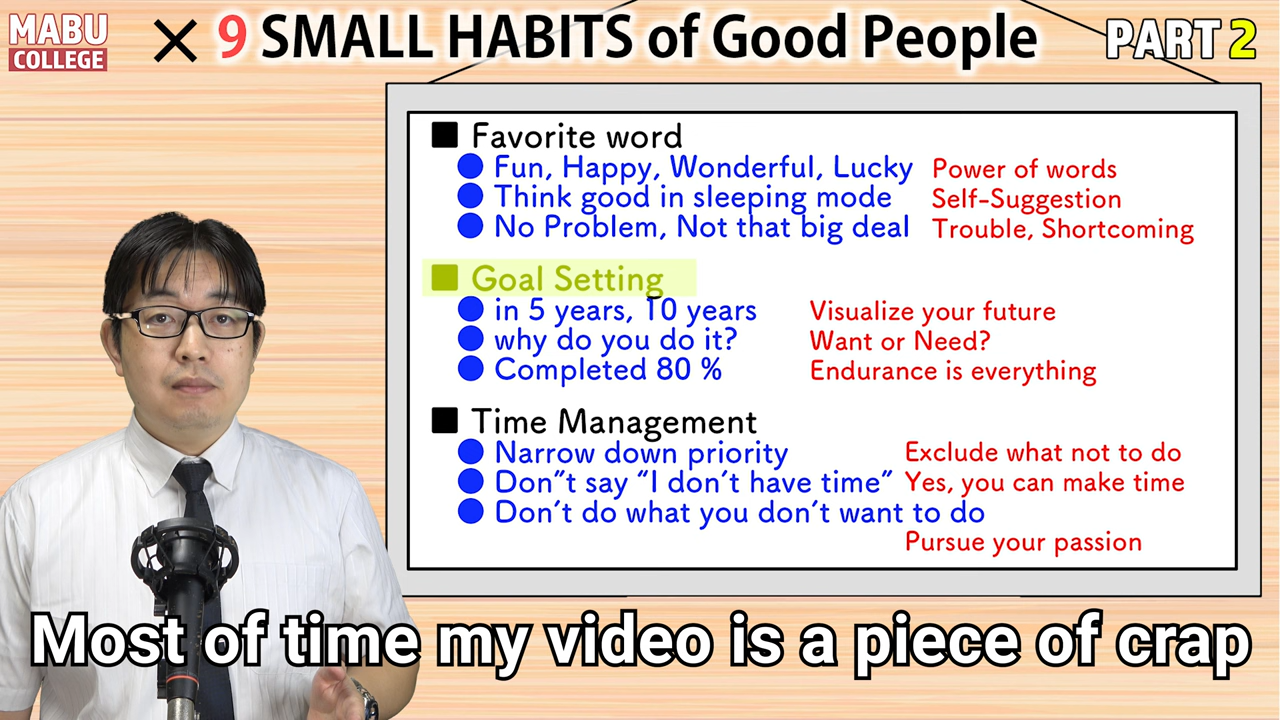 MABU
COLLEGE
× 9 SMALL HABITS of Good People
PART 2
■ Favorite word
● Fun, Happy, Wonderful, Lucky Power of words
● Think good in sleeping mode Self-Suggestion
● No Problem, Not that big deal Trouble, Shortcoming
■ Goal Setting
● in 5 years, 10 years Visualize your future
● why do you do it? Want or Need?
● Completed 80 % Endurance is everything
■ Time Management
● Narrow down priority Exclude what not to do
● Don"t say “I don't have time” Yes, you can make time
● Don't do what you don't want to do
Pursue your passion
Most of time my video is a piece of crap